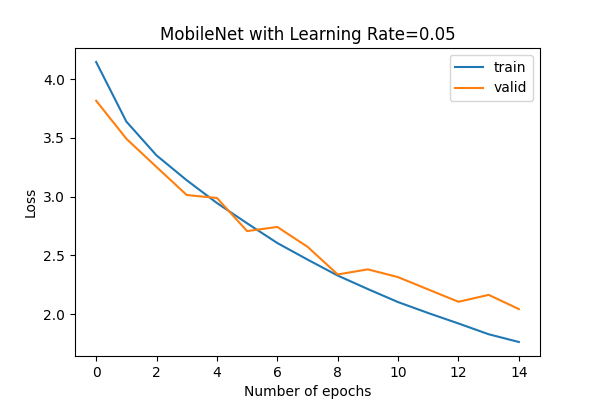 MobileNet with Learning Rate=0.05
train
valid
4.0
3.5
3.0
2.5
2.0
Loss
0 2 4 6 8 10 12 14
Number of epochs